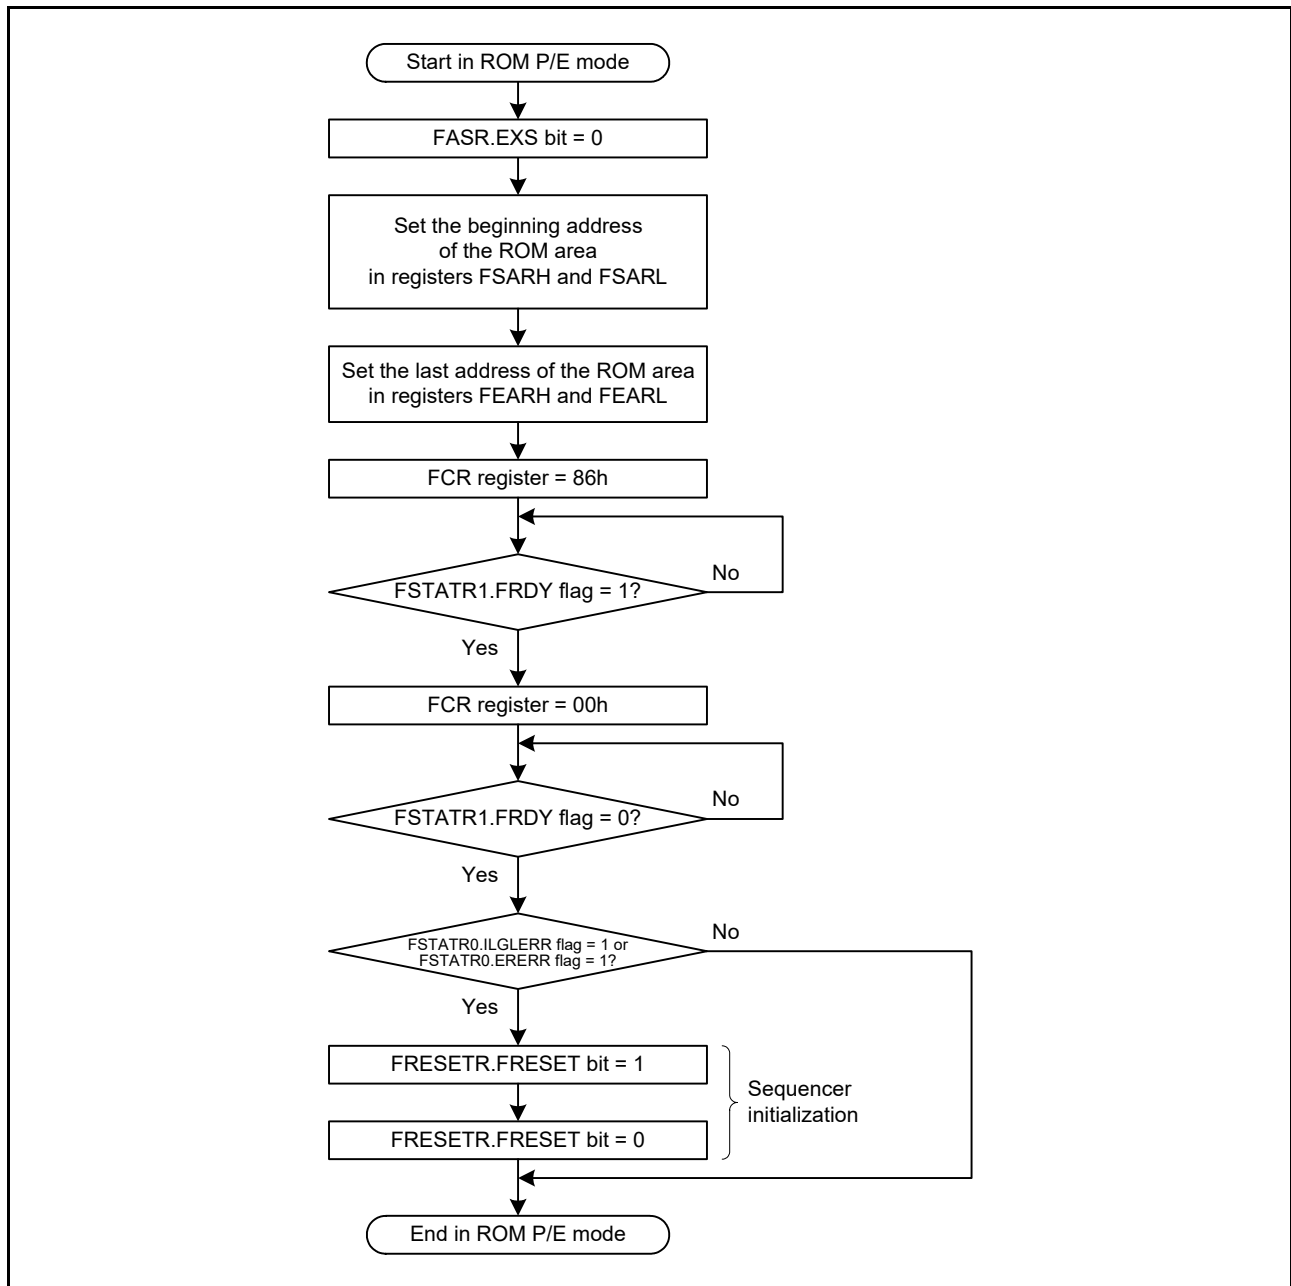 Start in ROM P/E mode
FASR.EXS bit = 0
Set the beginning address
of the ROM area
in registers FSARH and FSARL
Set the last address of the ROM area
in registers FEARH and FEARL
FCR register = 86h
FSTATR1.FRDY flag = 1?
No
Yes
FCR register = 00h
FSTATR1.FRDY flag = 0?
No
Yes
FSTATR0.ILGLERR flag = 1 or
FSTATR0.ERERR flag = 1?
No
Yes
FRESETR.FRESET bit = 1
FRESETR.FRESET bit = 0
Sequencer
initialization
End in ROM P/E mode